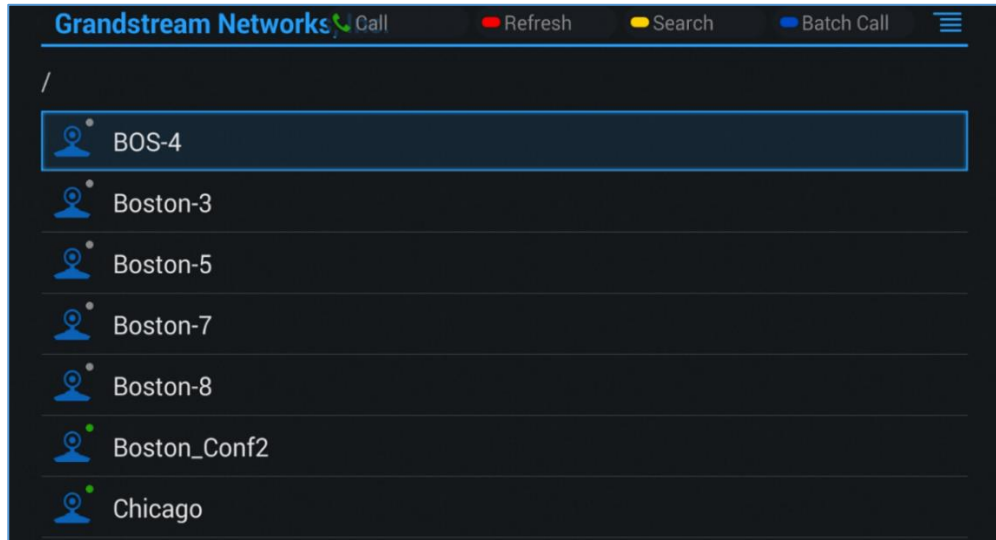 Grandstream Networks Call Refresh Search Batch Call
/
BOS-4
Boston-3
Boston-5
Boston-7
Boston-8
Boston_Conf2
Chicago